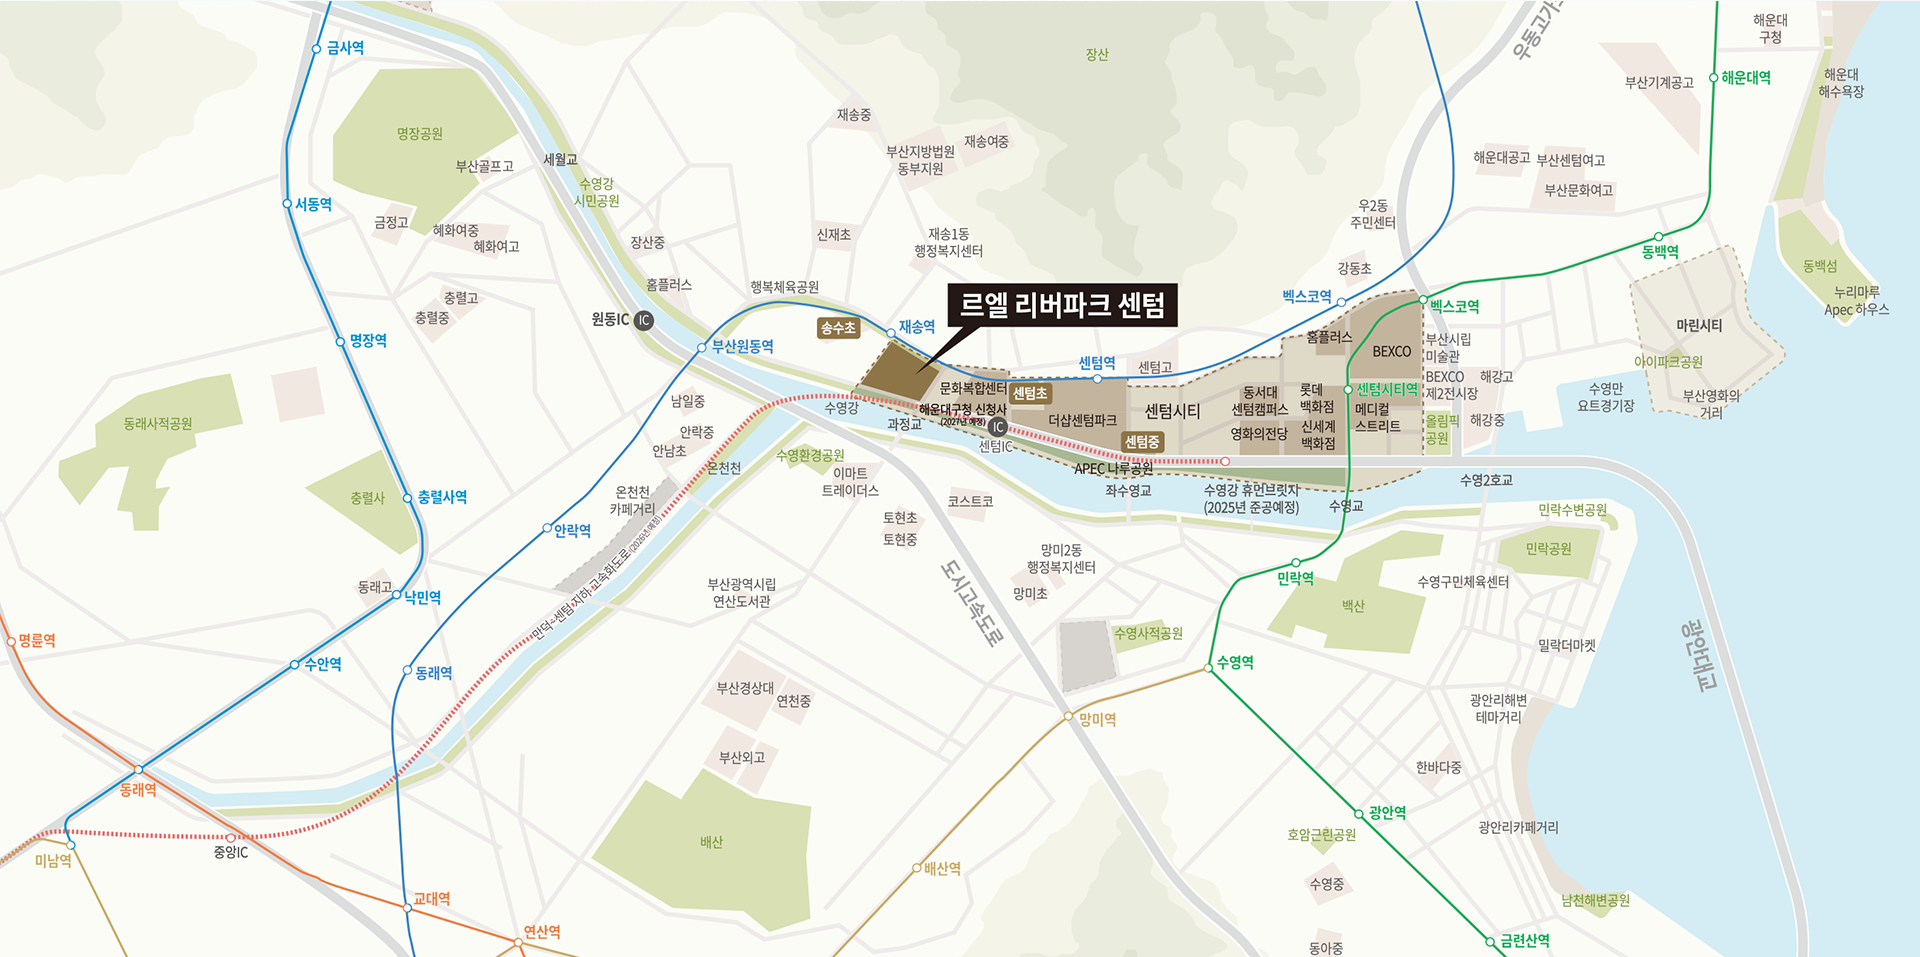 금사역
명장공원
부산골프고
세월교
수영강
시민공원
서동역
금정고
혜화여중
혜화여고
장산중
충렬고
충렬중
홈플러스
원동IC
IC
명장역
부산원동역
행복체육공원
송수초
재송역
르엘 리버파크 센텀
재송중
부산지방법원
동부지원
재송여중
신재초
재송1동
행정복지센터
장산
우동고가
해운대
구청
부산기계공고
해운대역
해운대
해수욕장
해운대공고
부산센텀여고
부산문화여고
우2동
주민센터
동백역
강동초
벡스코역
벡스코역
동백섬
누리마루
Apec 하우스
마린시티
아이파크공원
부산영화의
거리
수영만
요트경기장
센텀역
센텀고
홈플러스
BEXCO
부산시립
미술관
BEXCO
제2전시장
해강고
해강중
올림픽
공원
센텀시티역
문화복합센터
센텀초
해운대구청 신청사
(2027년 예정)
IC
센텀IC
더샵센텀파크
센텀중
센텀시티
동서대
센텀캠퍼스
영화의전당
롯데
백화점
신세계
백화점
메디컬
스트리트
수영강
과정교
APEC 나루공원
좌수영교
수영강 휴먼브릿지
(2025년 준공예정)
수영교
수영2호교
남일중
안락중
안남초
온천천
온천천
카페거리
수영환경공원
이마트
트레이더스
코스트코
토현초
토현중
동래사적공원
충렬사
충렬사역
안락역
만덕~센텀 지하 고속화도로 (2026년 예정)
부산광역시립
연산도서관
도시고속도로
망미2동
행정복지센터
망미초
수영사적공원
민락역
백산
민락수변공원
민락공원
수영구민체육센터
밀락더마켓
광안대교
동래고
낙민역
명륜역
수안역
동래역
수영역
망미역
부산경상대
연천중
부산외고
광안리해변
테마거리
한바다중
동래역
중앙IC
미남역
배산
배산역
광안역
호암근린공원
광안리카페거리
교대역
연산역
수영중
남천해변공원
동아중
금련산역